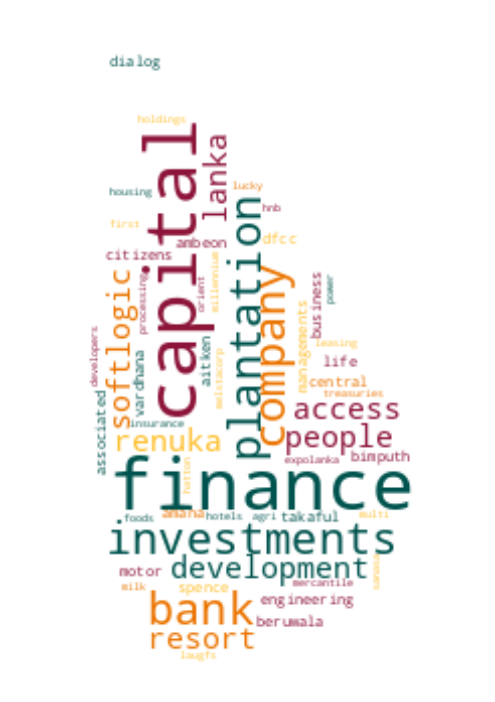 dialog
holdings
capital
lanka
housing
lucky
plantation
hnb
first
ambeon
dfcc
citizens
company
softlogic
processing
orient
millennium
business
power
managements
developers
vardhana
aitken
melstacorp
leasing
life
central
treasuries
associated
access
insurance
renuka
people
bimputh
expolanka
finance
hatton
foods
amana
hotels
agri
takaful
multi
investments
development
motor
mercantile
sanasa
milk
spence
bank
engineering
beruwala
resort
laugfs